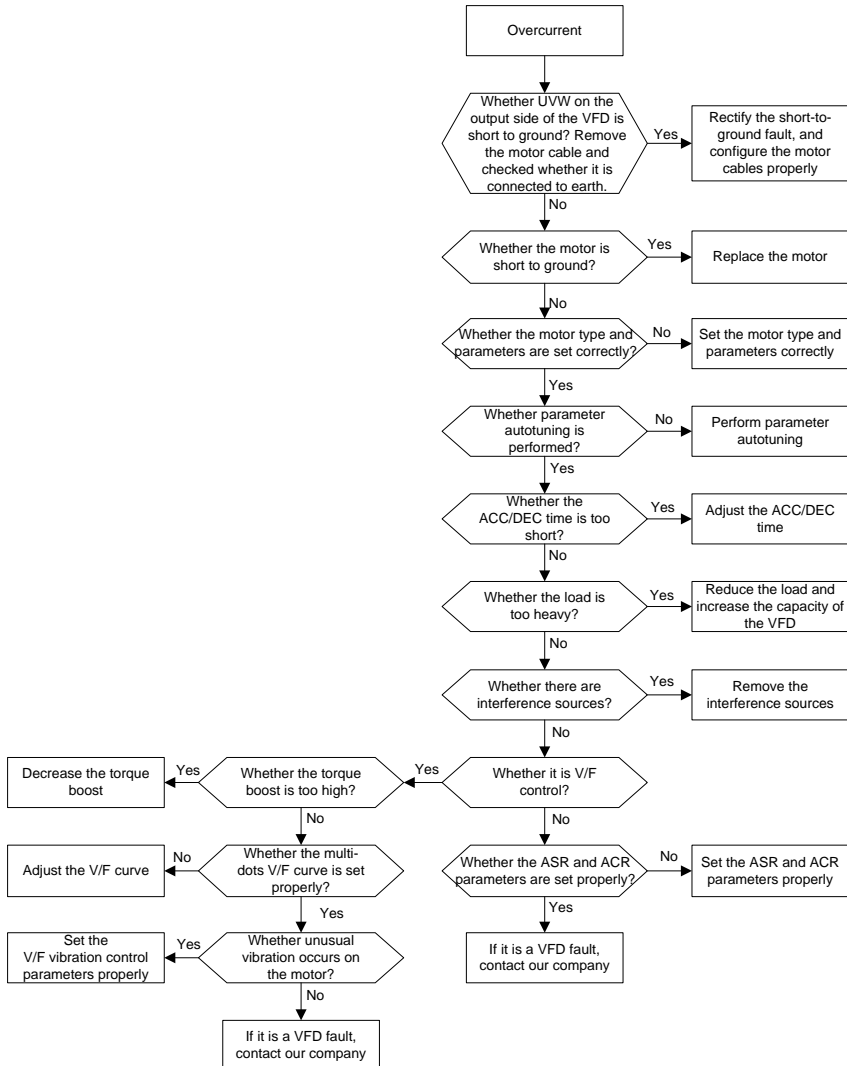 Overcurrent
Whether UVW on the
output side of the VFD is
short to ground? Remove
the motor cable and
checked whether it is
connected to earth.
Yes
Rectify the short-to-
ground fault, and
configure the motor
cables properly
No
Whether the motor is
short to ground?
Yes
Replace the motor
No
Whether the motor type and
parameters are set correctly?
No
Set the motor type and
parameters correctly
Yes
Whether parameter
autotuning is
performed?
No
Perform parameter
autotuning
Yes
Whether the
ACC/DEC time is too
short?
Yes
Adjust the ACC/DEC
time
No
Whether the load is
too heavy?
Yes
Reduce the load and
increase the capacity of
the VFD
No
Whether there are
interference sources?
Yes
Remove the
interference sources
No
Whether it is V/F
control?
Yes
Whether the torque
boost is too high?
Yes
Decrease the torque
boost
No
Whether the multi-
dots V/F curve is set
properly?
No
Adjust the V/F curve
Yes
Whether unusual
vibration occurs on
the motor?
Yes
Set the
V/F vibration control
parameters properly
No
If it is a VFD fault,
contact our company
No
Whether the ASR and ACR
parameters are set properly?
No
Set the ASR and ACR
parameters properly
Yes
If it is a VFD fault,
contact our company